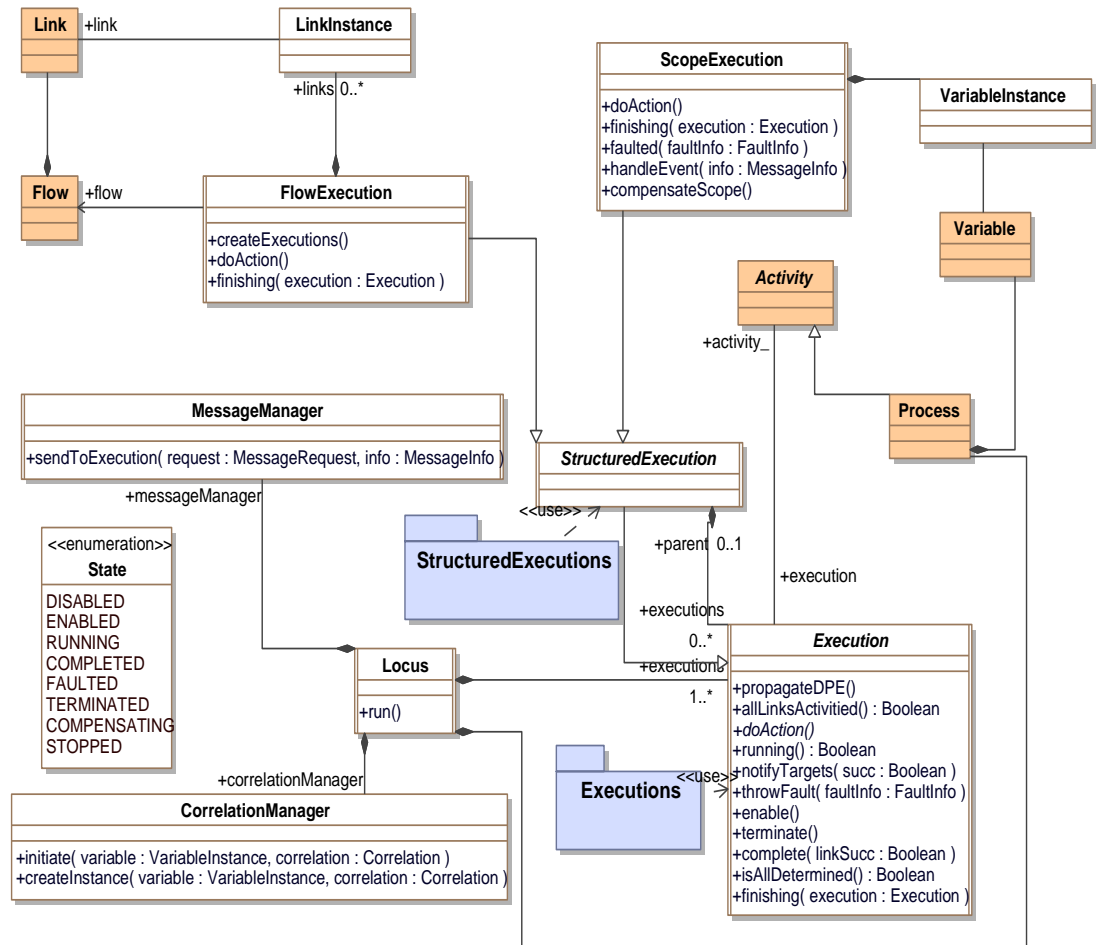 Link
+link
LinkInstance
+links 0..*
ScopeExecution
+doAction()
+finishing( execution : Execution )
+faulted( faultInfo : FaultInfo )
+handleEvent( info : MessageInfo )
+compensateScope()
VariableInstance
Flow
+flow
FlowExecution
+createExecutions()
+doAction()
+finishing( execution : Execution )
Variable
Activity
+activity_
Process
MessageManager
+sendToExecution( request : MessageRequest, info : MessageInfo )
+messageManager
StructuredExecution
<<use>>
StructuredExecutions
+parent 0..1
+execution
+executions
0..*
<<enumeration>>
State
DISABLED
ENABLED
RUNNING
COMPLETED
FAULTED
TERMINATED
COMPENSATING
STOPPED
Locus
+run()
+executions
1..*
Execution
+propagateDPE()
+allLinksActivitied() : Boolean
+doAction()
+running() : Boolean
+notifyTargets( succ : Boolean )
+throwFault( faultInfo : FaultInfo )
+enable()
+terminate()
+complete( linkSucc : Boolean )
+isAllDetermined() : Boolean
+finishing( execution : Execution )
<<use>>
Executions
+correlationManager
CorrelationManager
+initiate( variable : VariableInstance, correlation : Correlation )
+createInstance( variable : VariableInstance, correlation : Correlation )